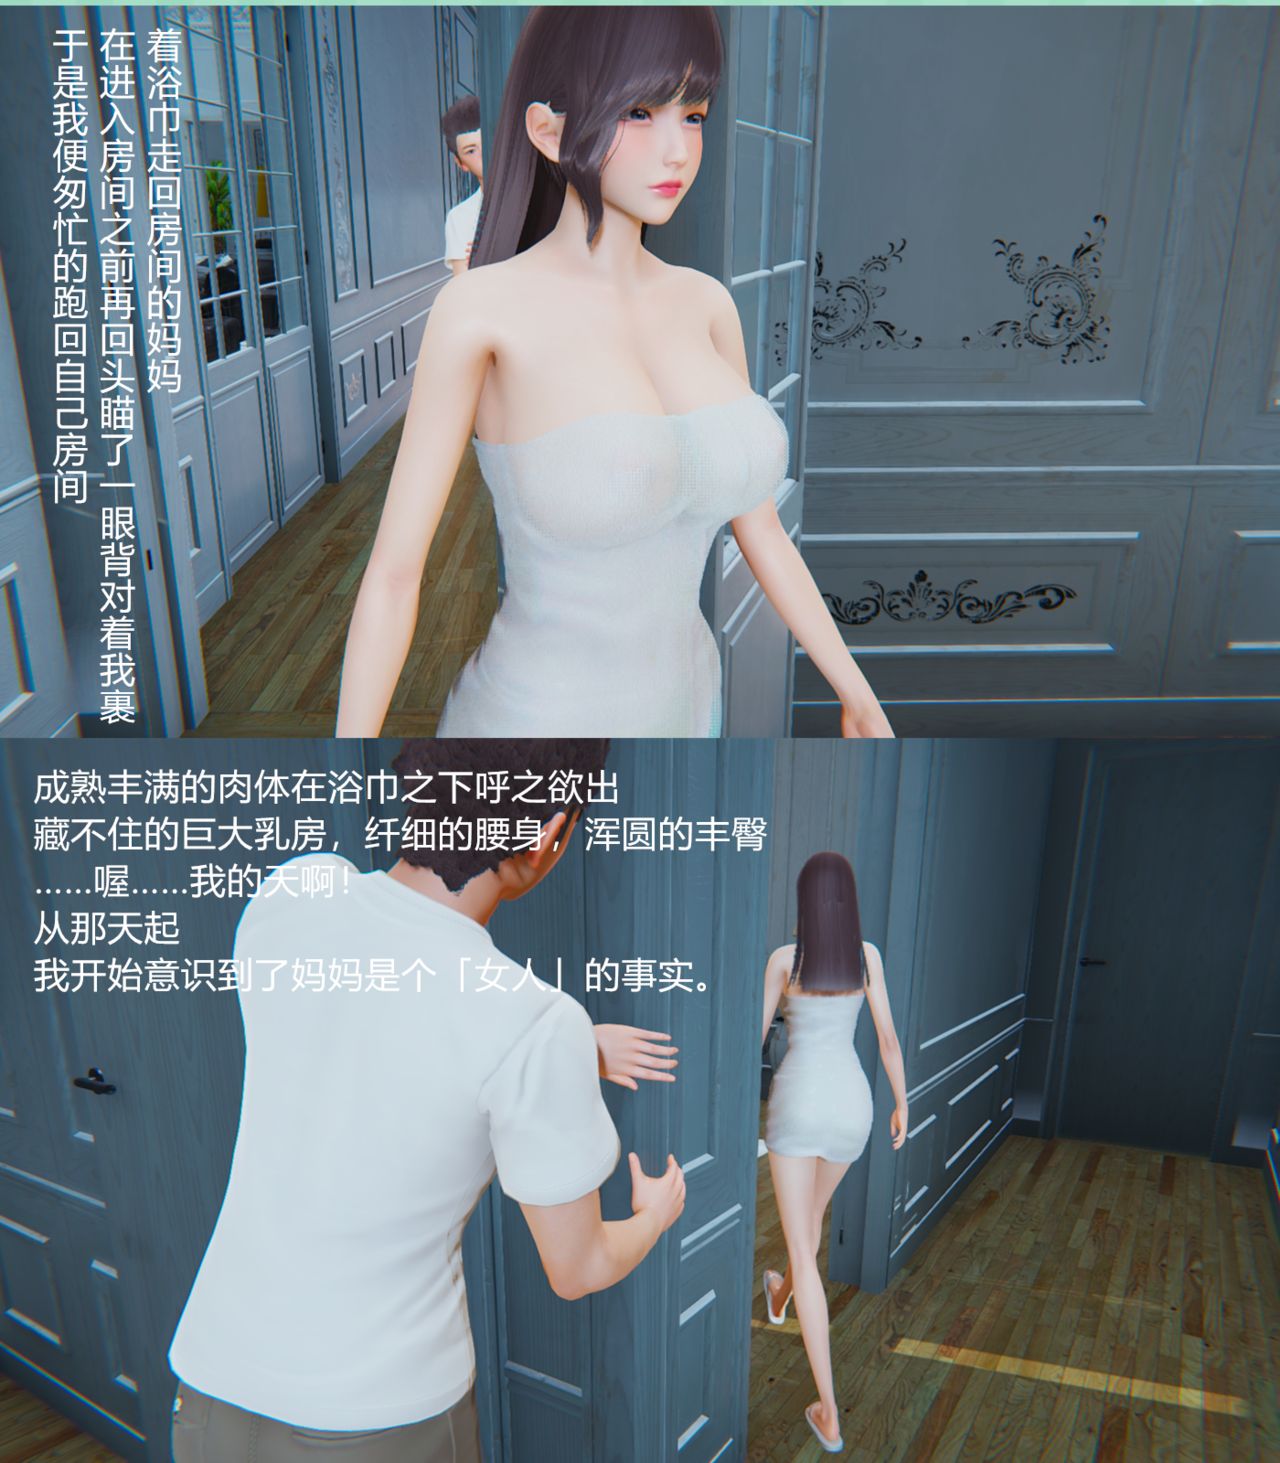 于是我便匆忙的跑回自己房间
在进入房间之前再回头瞄了一眼背对着我裹
着浴巾走回房间的妈妈
成熟丰满的肉体在浴巾之下呼之欲出
藏不住的巨大乳房，纤细的腰身，浑圆的丰臀
……喔……我的天啊！
从那天起
我开始意识到了妈妈是个「女人」的事实。